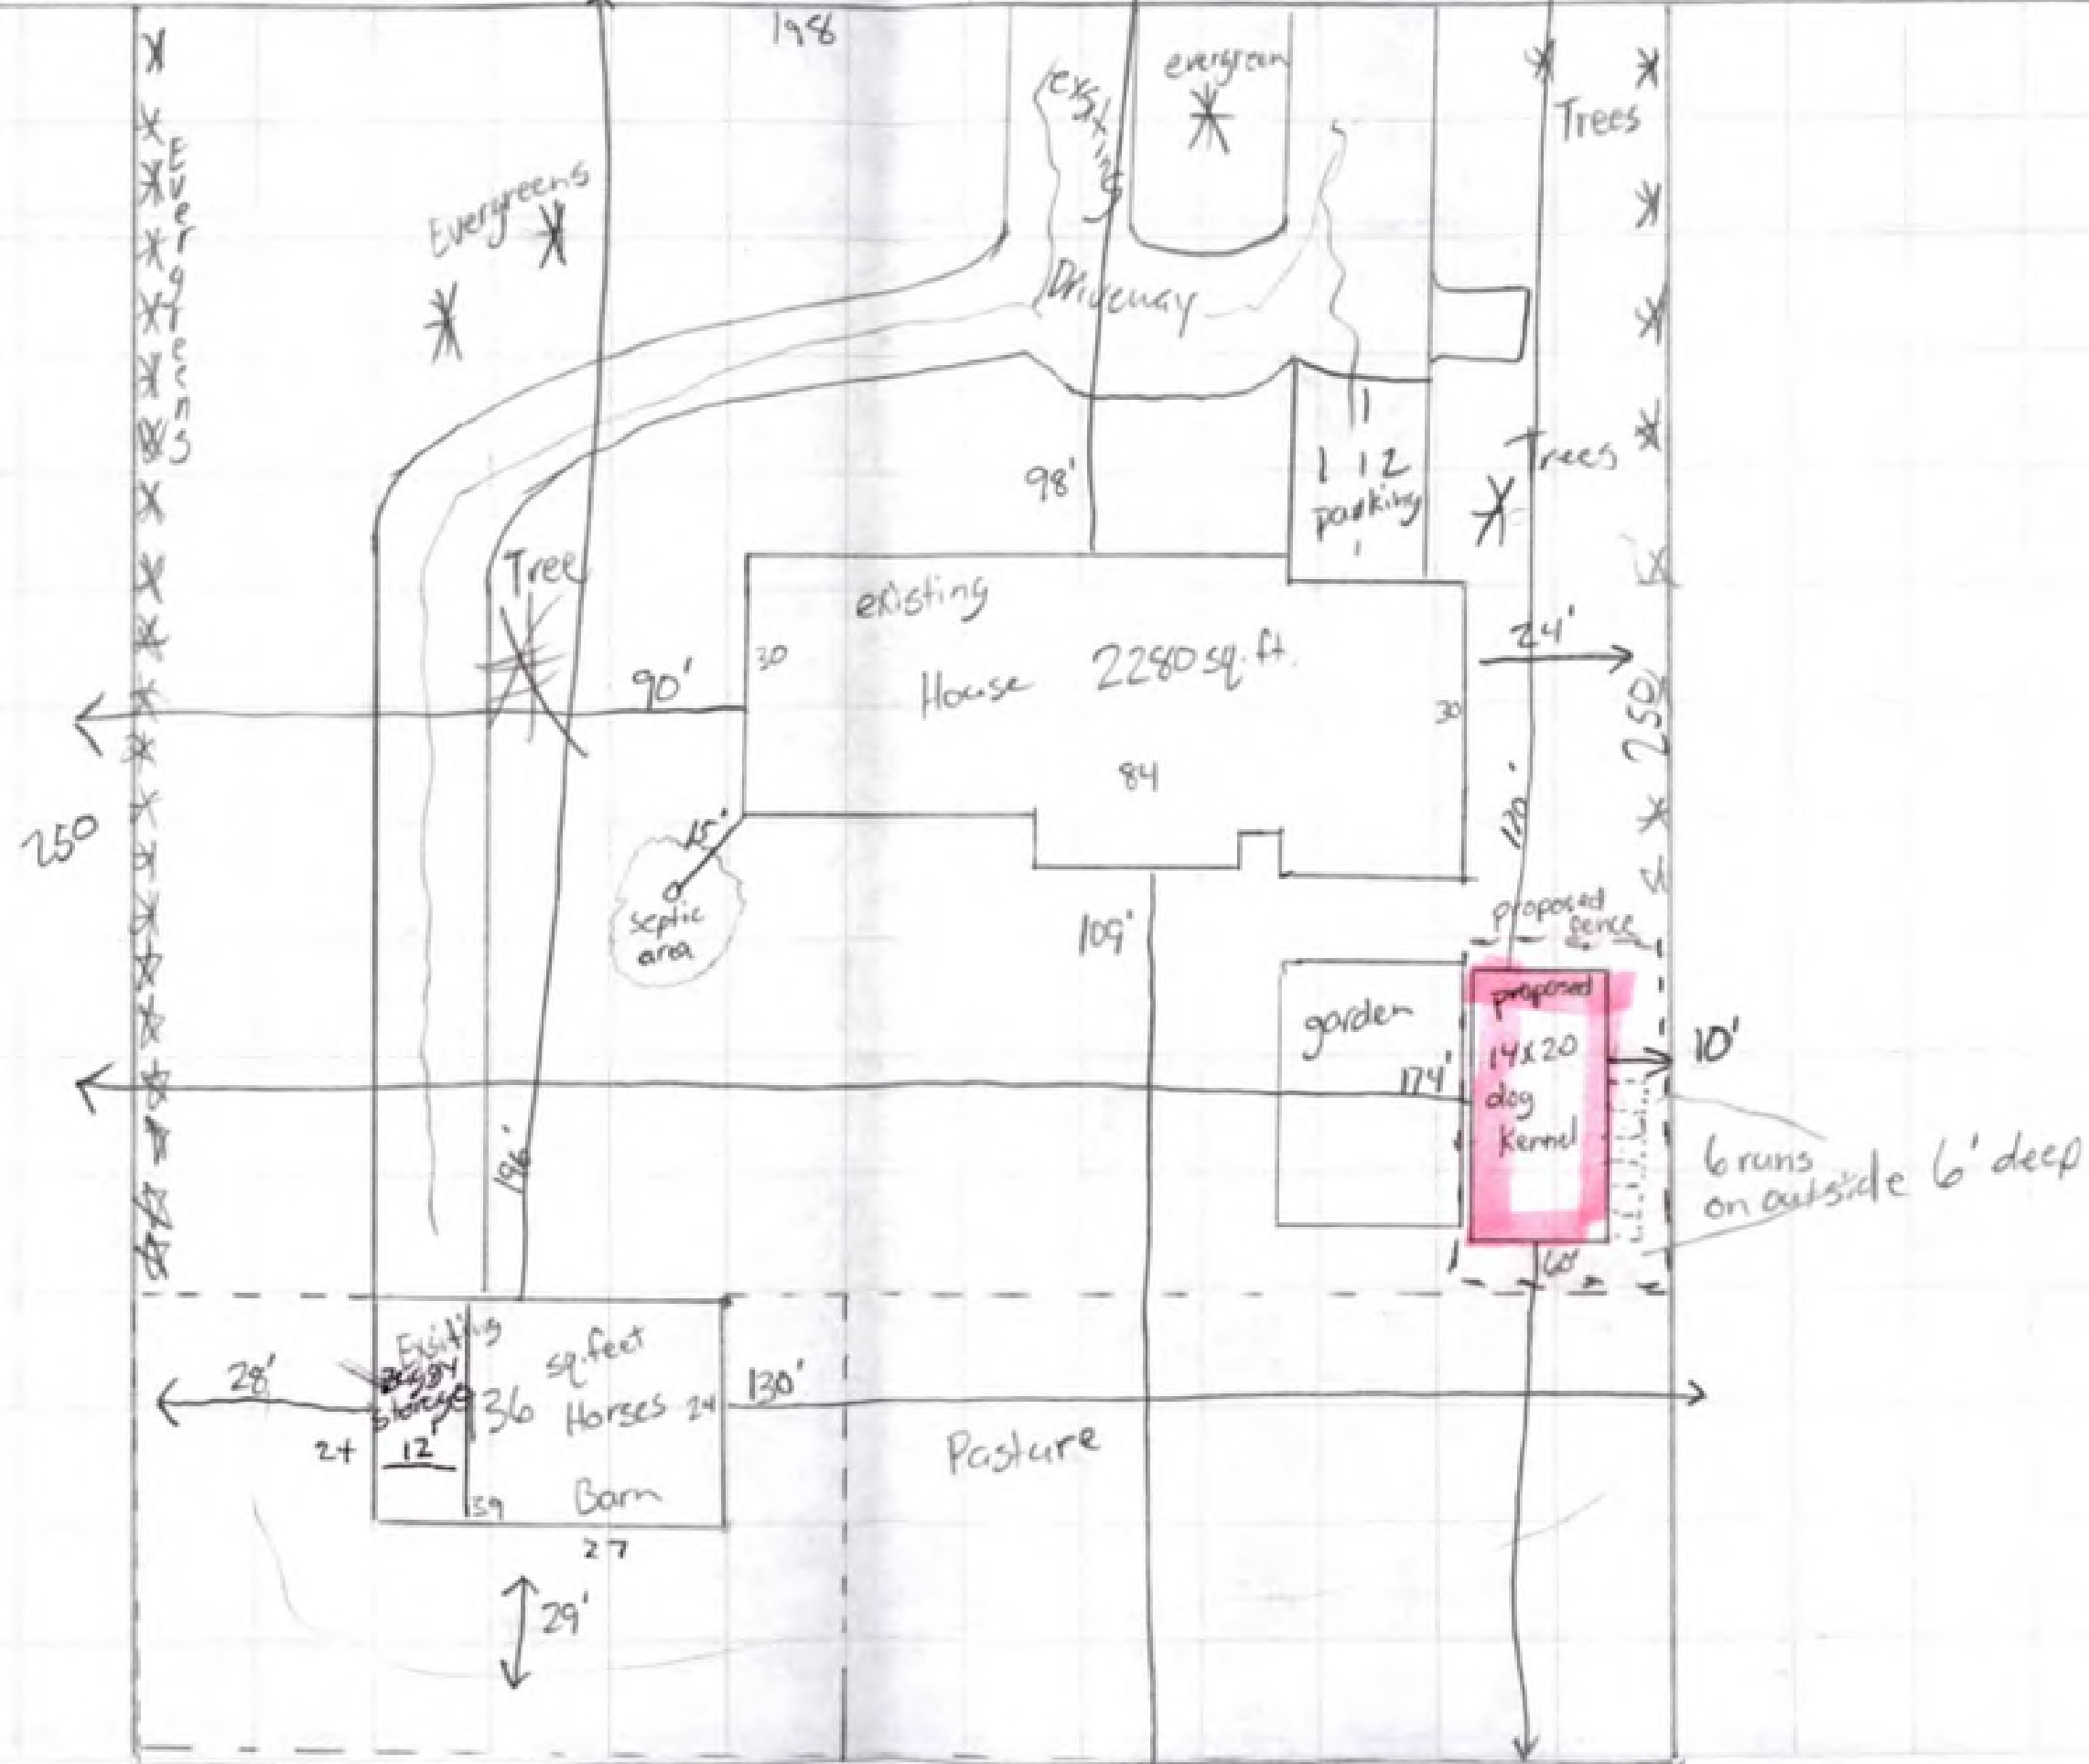 198
existing
evergreen
Trees
Evergreens
Evergreens
Driveway
98'
1 12
parking
Trees
Tree
existing
House 2280 sq. ft.
30
30
84
24'
90'
250
250
15'
septic
area
109'
proposed
fence
garden
174'
proposed
14x20
dog
Kennel
10'
6 runs
on outside 6' deep
60'
196'
Exsiting
Buggy
Storage
12'
24
28'
sq. feet
36 Horses 24
Barn
39
27
130'
Pasture
29'